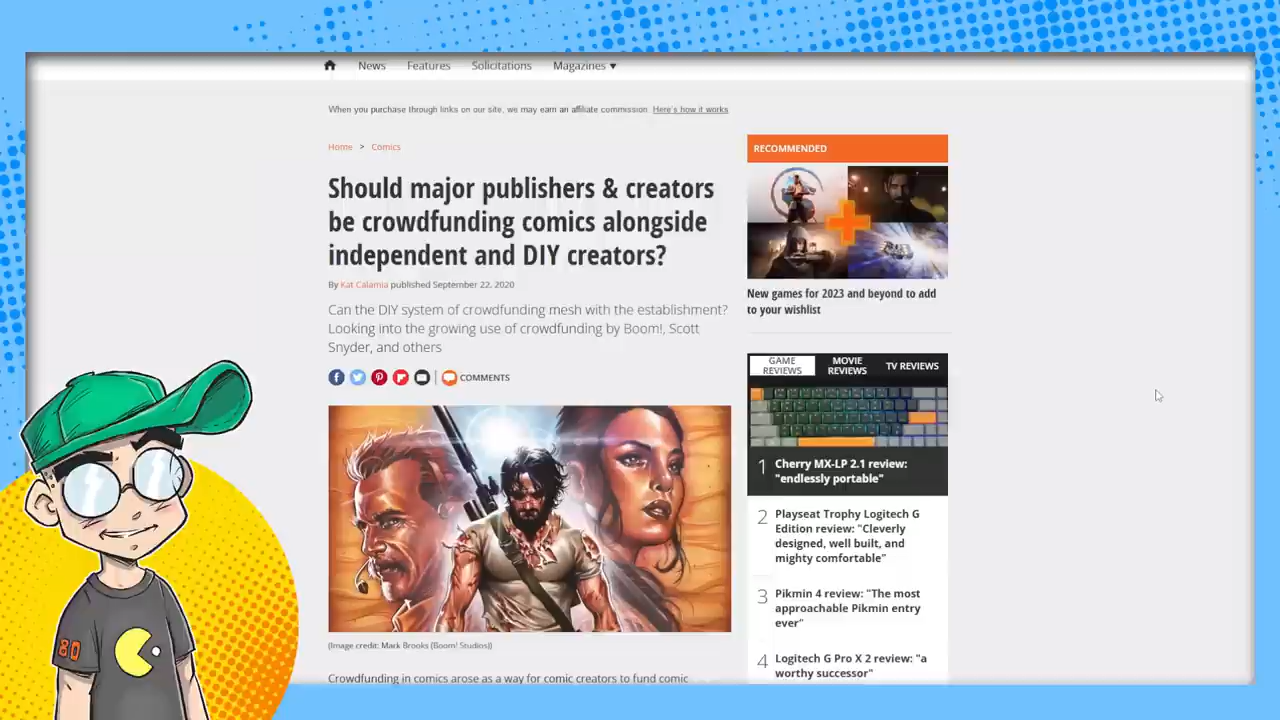 News Features Solicitations Magazines ▼
When you purchase through links on our site, we may earn an affiliate commission. Here's how it works
Home > Comics
Should major publishers & creators
be crowdfunding comics alongside
independent and DIY creators?
By Kat Calamia published September 22, 2020
Can the DIY system of crowdfunding mesh with the establishment?
Looking into the growing use of crowdfunding by Boom!, Scott
Snyder, and others
COMMENTS
(Image credit: Mark Brooks (Boom! Studios))
Crowdfunding in comics arose as a way for comic creators to fund comic
RECOMMENDED
New games for 2023 and beyond to add
to your wishlist
GAME
REVIEWS
MOVIE
REVIEWS
TV REVIEWS
1 Cherry MX-LP 2.1 review:
"endlessly portable"
2 Playseat Trophy Logitech G
Edition review: "Cleverly
designed, well built, and
mighty comfortable"
3 Pikmin 4 review: "The most
approachable Pikmin entry
ever"
4 Logitech G Pro X 2 review: "a
worthy successor"
80